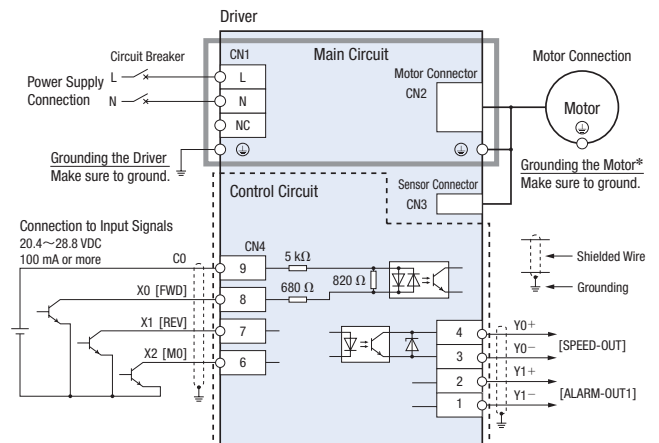 Driver
Circuit Breaker
CN1
Main Circuit
Motor Connection
Power Supply
Connection
L
N
L
N
NC
Motor Connector
CN2
Motor
Grounding the Driver
Make sure to ground.
Grounding the Motor*
Make sure to ground.
Control Circuit
Sensor Connector
CN3
Connection to Input Signals
20.4～28.8 VDC
100 mA or more
C0
CN4
9
5 kΩ
820 Ω
X0 [FWD]
8
680 Ω
X1 [REV]
7
X2 [M0]
6
Shielded Wire
Grounding
4
Y0+
3
Y0−
[SPEED-OUT]
2
Y1+
1
Y1−
[ALARM-OUT1]